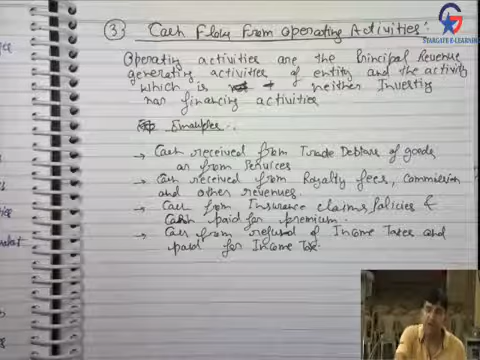 STARGATE E-LEARNI
③ Cash Flow From Operating Activities:
Operating activities are the Principal Revenue
generating activities of entity and the activity
which is neither Investing
nor financing activities
Examples:
→ Cash received from Trade Debtors of goods
or from Services
→ Cash received from Royalty fees, Commission
and other revenues.
→ Cash from Insurance claims, Policies &
Cash paid for premium.
→ Cash from refund of Income Taxes and
paid for Income Tax.